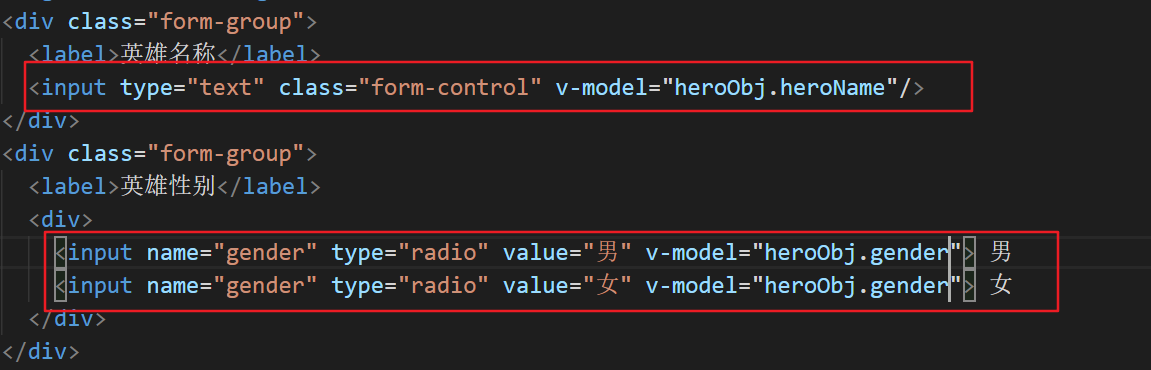 <div class="form-group">
<label>英雄名称</label>
<input type="text" class="form-control" v-model="heroObj.heroName"/>
</div>
<div class="form-group">
<label>英雄性别</label>
<div>
<input name="gender" type="radio" value="男" v-model="heroObj.gender"> 男
<input name="gender" type="radio" value="女" v-model="heroObj.gender"> 女
</div>
</div>